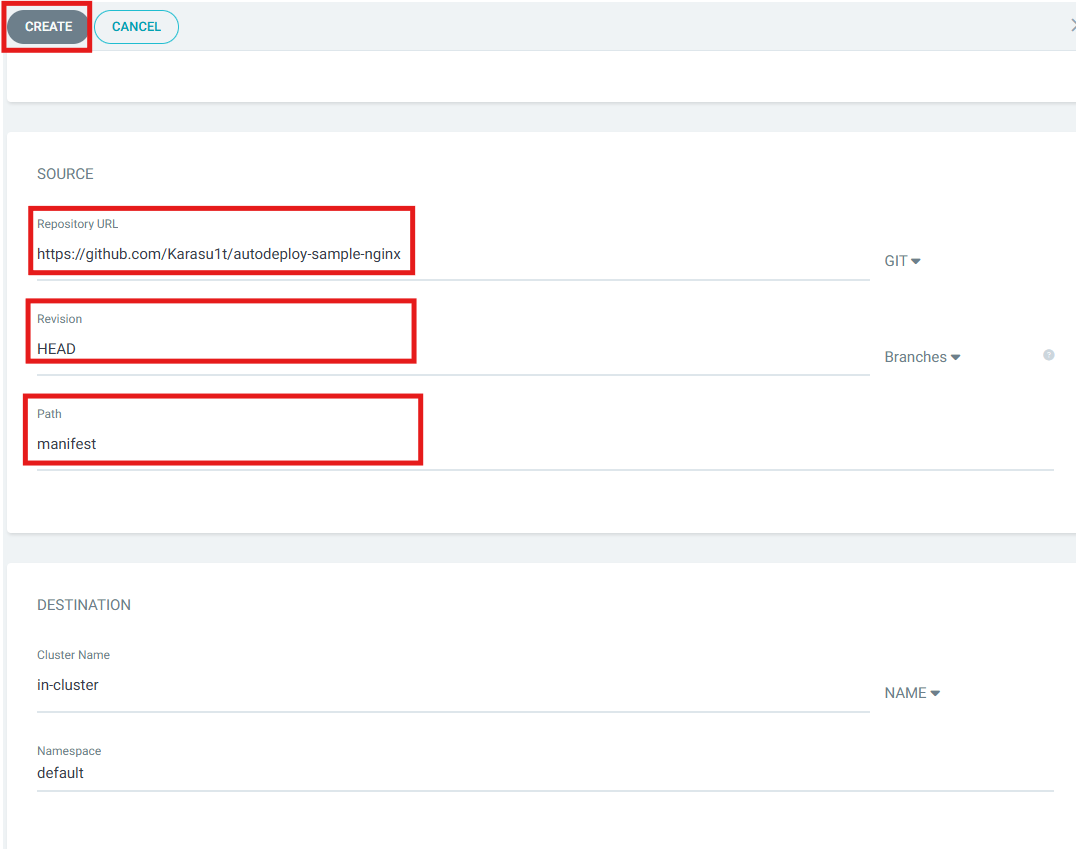 CREATE CANCEL
SOURCE
Repository URL
https://github.com/Karasu1t/autodeploy-sample-nginx
GIT
Revision
HEAD
Branches
?
Path
manifest
DESTINATION
Cluster Name
in-cluster
NAME
Namespace
default